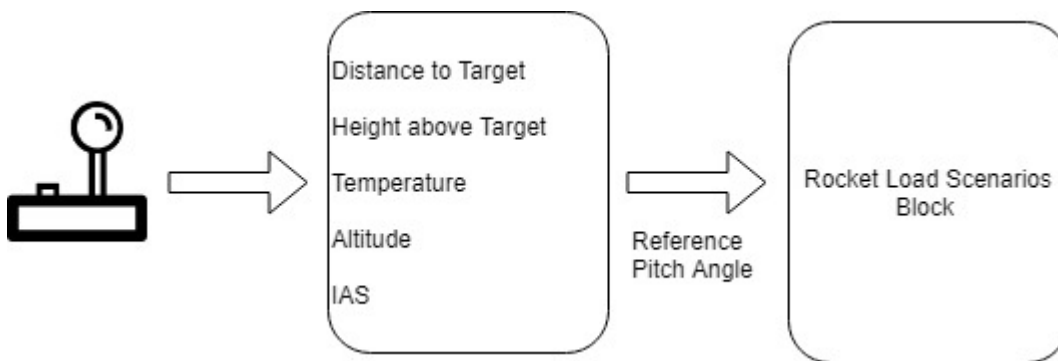 Distance to Target
Height above Target
Temperature
Altitude
IAS
Reference
Pitch Angle
Rocket Load Scenarios
Block